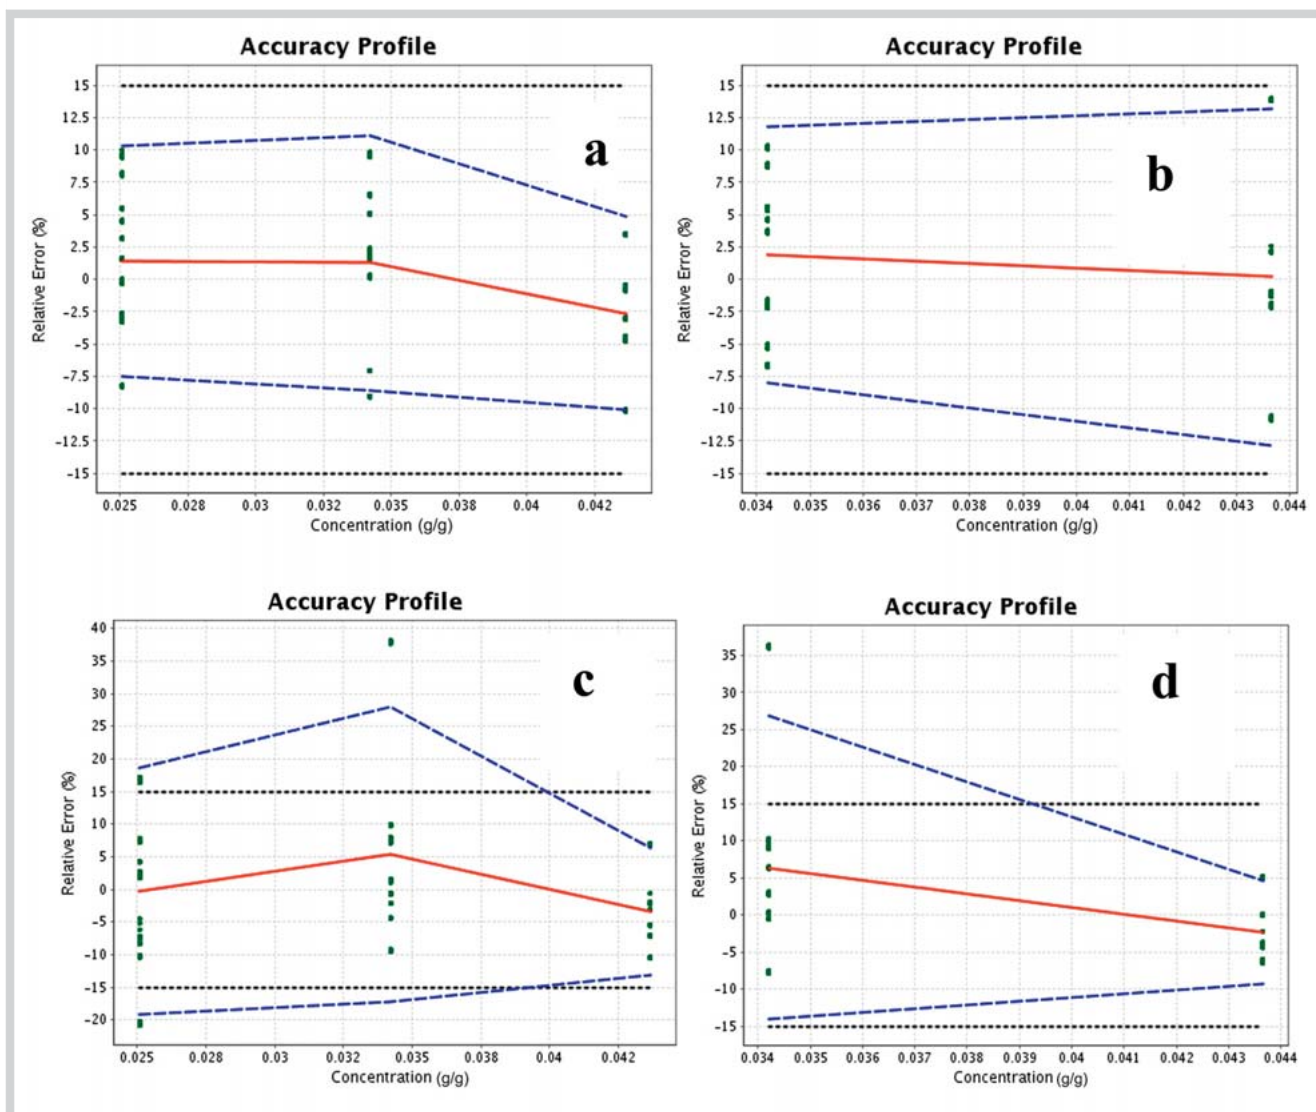 Accuracy Profile
15
12.5
10
7.5
5
2.5
0
-2.5
-5
-7.5
-10
-12.5
-15
Relative Error (%)
a
0.025 0.028 0.03 0.032 0.035 0.038 0.04 0.042
Concentration (g/g)
Accuracy Profile
15
12.5
10
7.5
5
2.5
0
-2.5
-5
-7.5
-10
-12.5
-15
Relative Error (%)
b
0.034 0.035 0.036 0.037 0.038 0.039 0.04 0.041 0.042 0.043 0.044
Concentration (g/g)
Accuracy Profile
40
35
30
25
20
15
10
5
0
-5
-10
-15
-20
Relative Error (%)
c
0.025 0.028 0.03 0.032 0.035 0.038 0.04 0.042
Concentration (g/g)
Accuracy Profile
35
30
25
20
15
10
5
0
-5
-10
-15
Relative Error (%)
d
0.034 0.035 0.036 0.037 0.038 0.039 0.04 0.041 0.042 0.043 0.044
Concentration (g/g)